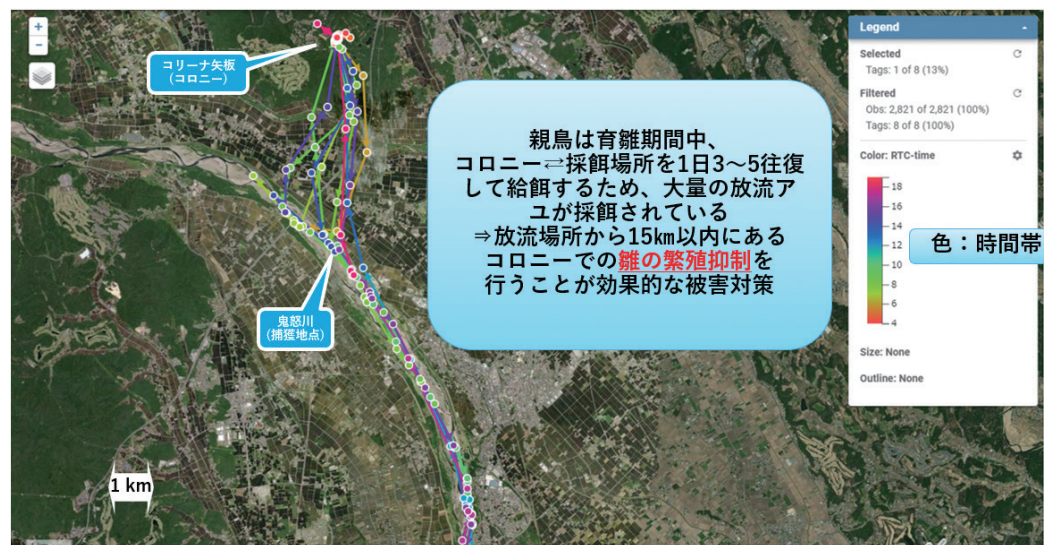 +
−
コリーナ矢板
(コロニー)
親鳥は育雛期間中、
コロニー⇄採餌場所を1日3～5往復
して給餌するため、大量の放流ア
ユが採餌されている
⇒放流場所から15㎞以内にある
コロニーでの雛の繁殖抑制を
行うことが効果的な被害対策
鬼怒川
(捕獲地点)
1 km
Legend
Selected
Tags: 1 of 8 (13%)
Filtered
Obs: 2,821 of 2,821 (100%)
Tags: 8 of 8 (100%)
Color: RTC-time
18
16
14
12
10
8
6
4
色：時間帯
Size: None
Outline: None